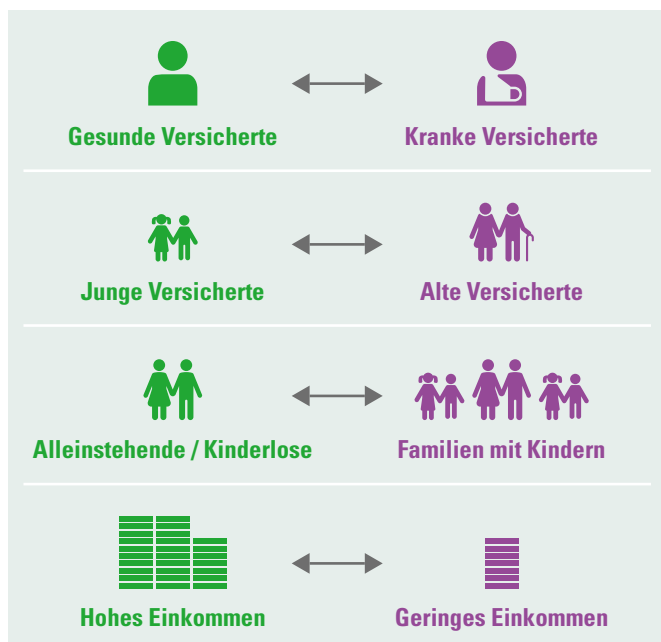 Gesunde Versicherte
Kranke Versicherte
Junge Versicherte
Alte Versicherte
Alleinstehende / Kinderlose
Familien mit Kindern
Hohes Einkommen
Geringes Einkommen